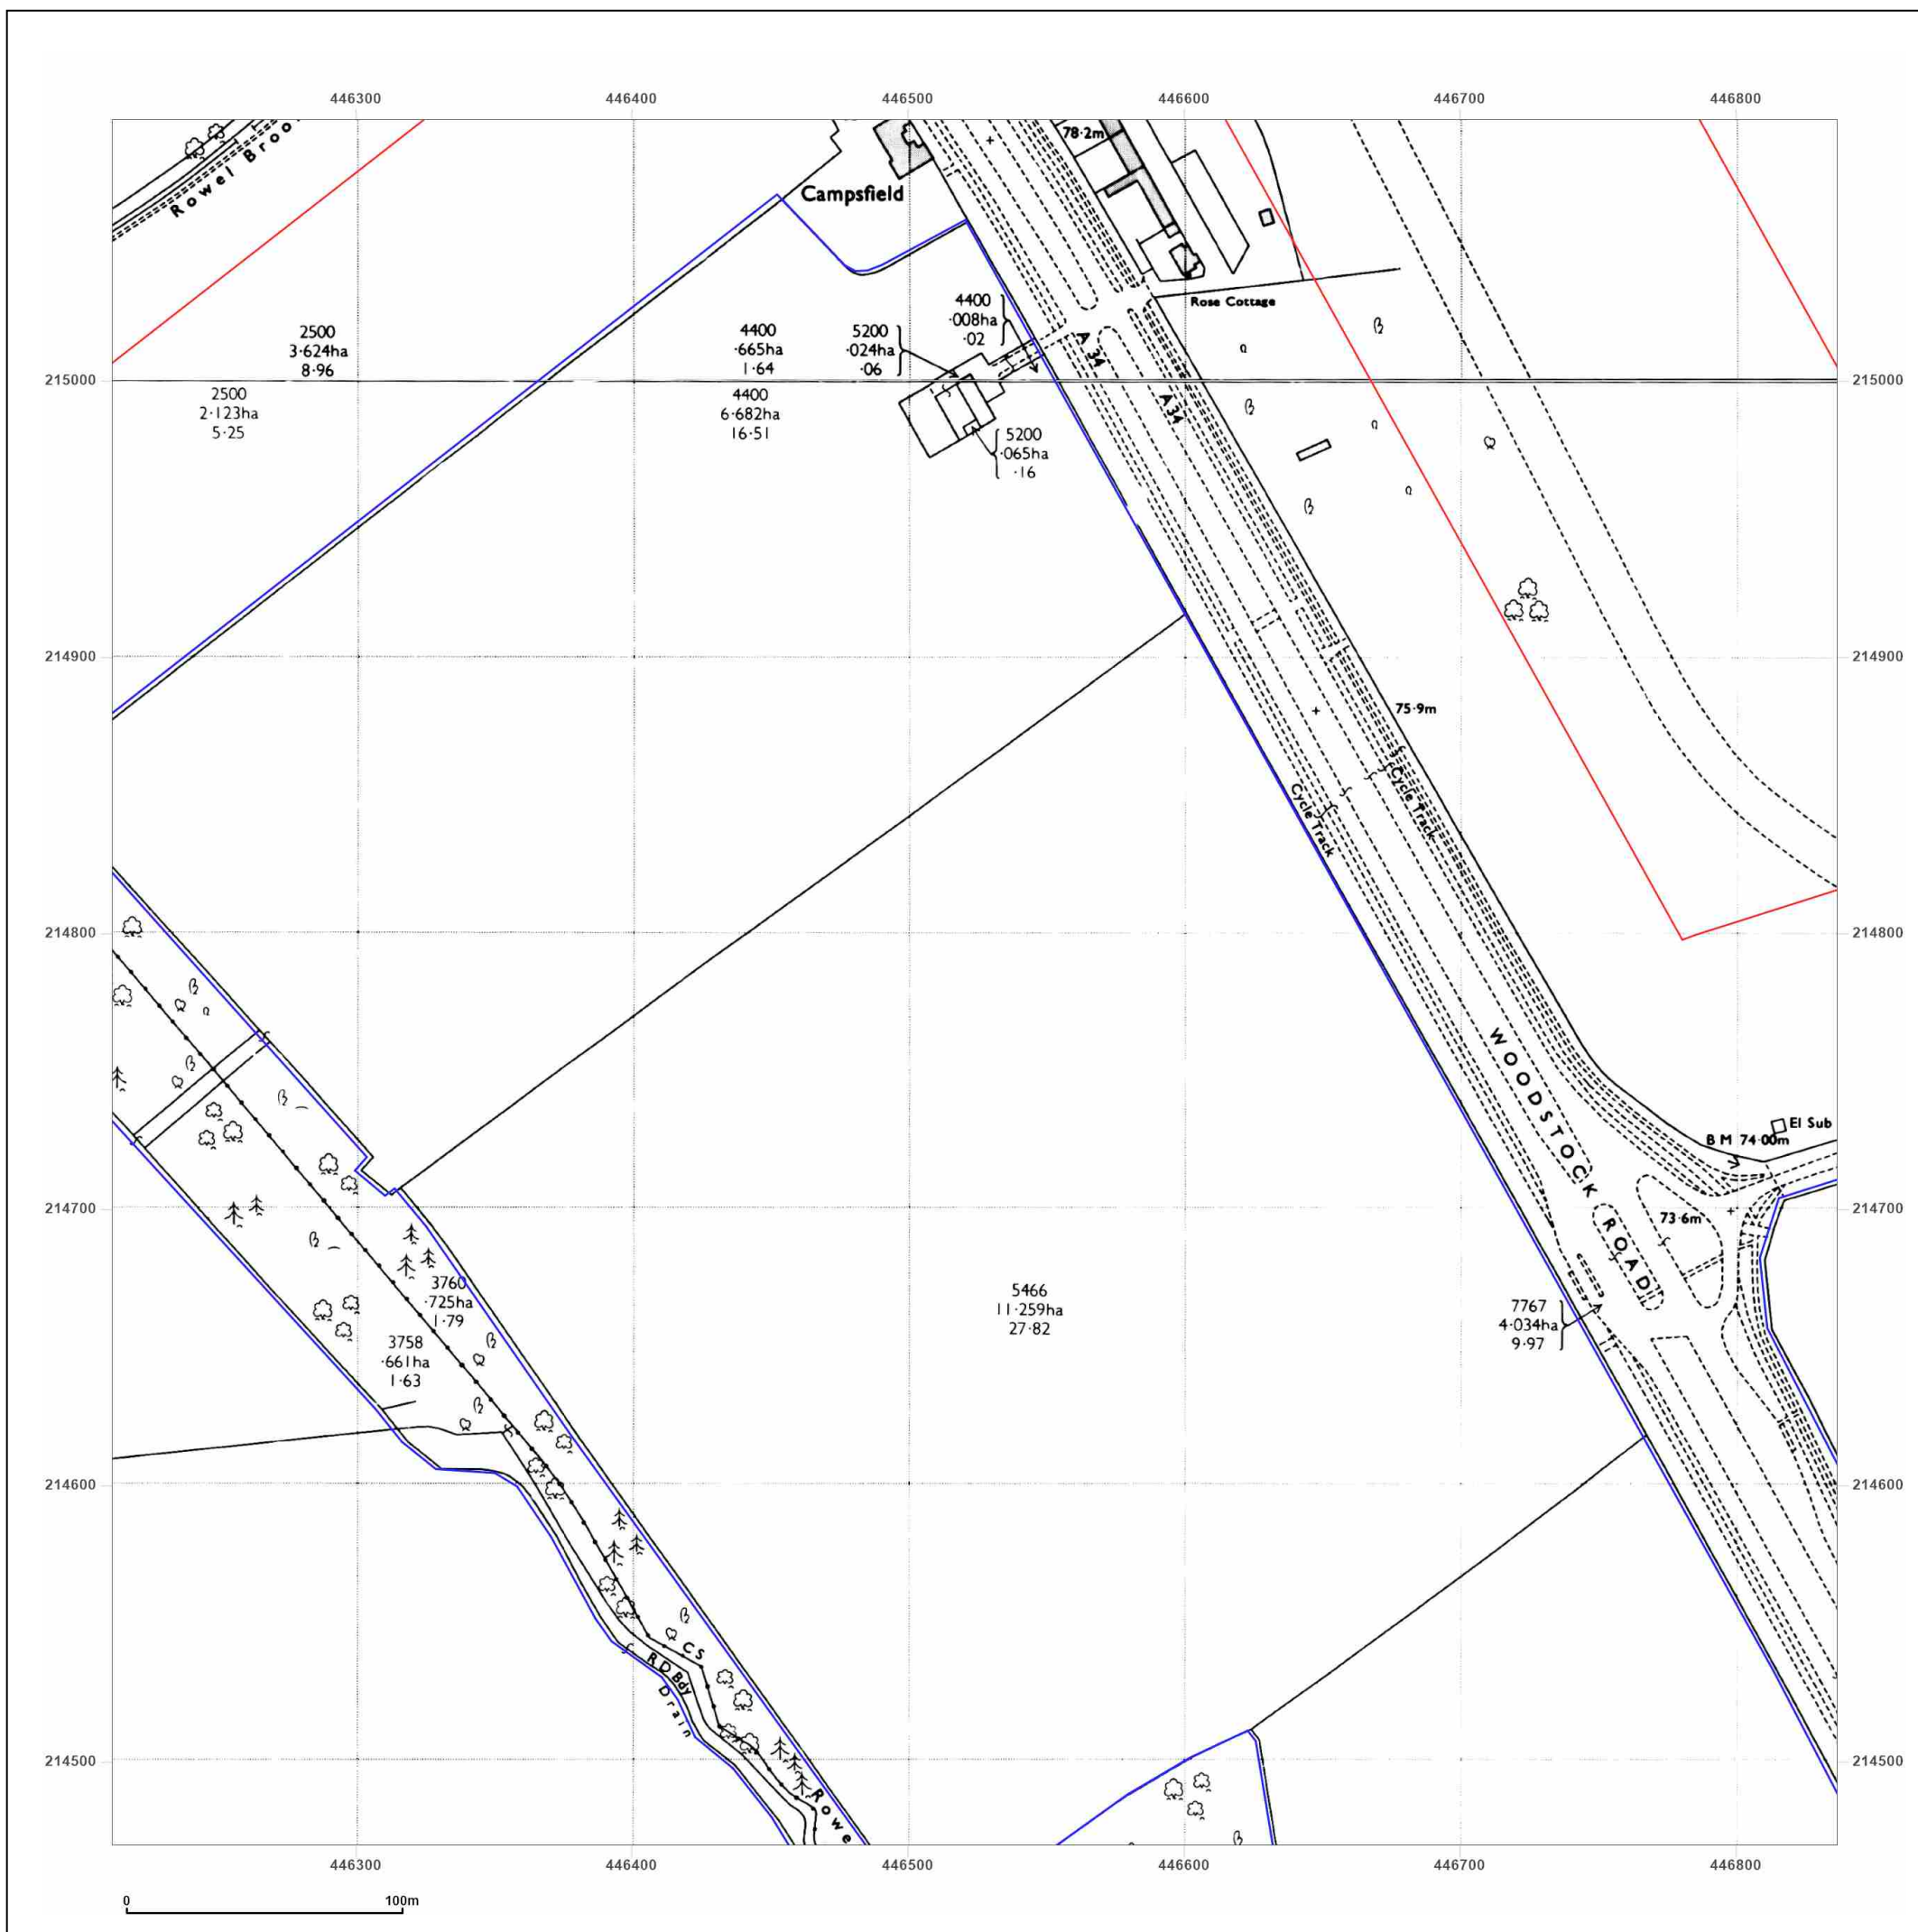 446300 446400 446500 446600 446700 446800
Rowel Broo
Campsfield
78·2m
Rose Cottage
2500
3·624ha
8·96
4400
·665ha
1·64
5200
·024ha
·06
4400
·008ha
·02
A 34
215000 215000
2500
2·123ha
5·25
4400
6·682ha
16·51
5200
·065ha
·16
A 34
214900 214900
75·9m
Cycle Track
Cycle Track
214800 214800
WOODSTOCK ROAD
El Sub
B M 74·00m
214700 214700
73·6m
3760
·725ha
1·79
5466
11·259ha
27·82
7767
4·034ha
9·97
3758
·661ha
1·63
214600 214600
C S
R D Bdy
Drain
214500 214500
Rowe
446300 446400 446500 446600 446700 446800
0 100m